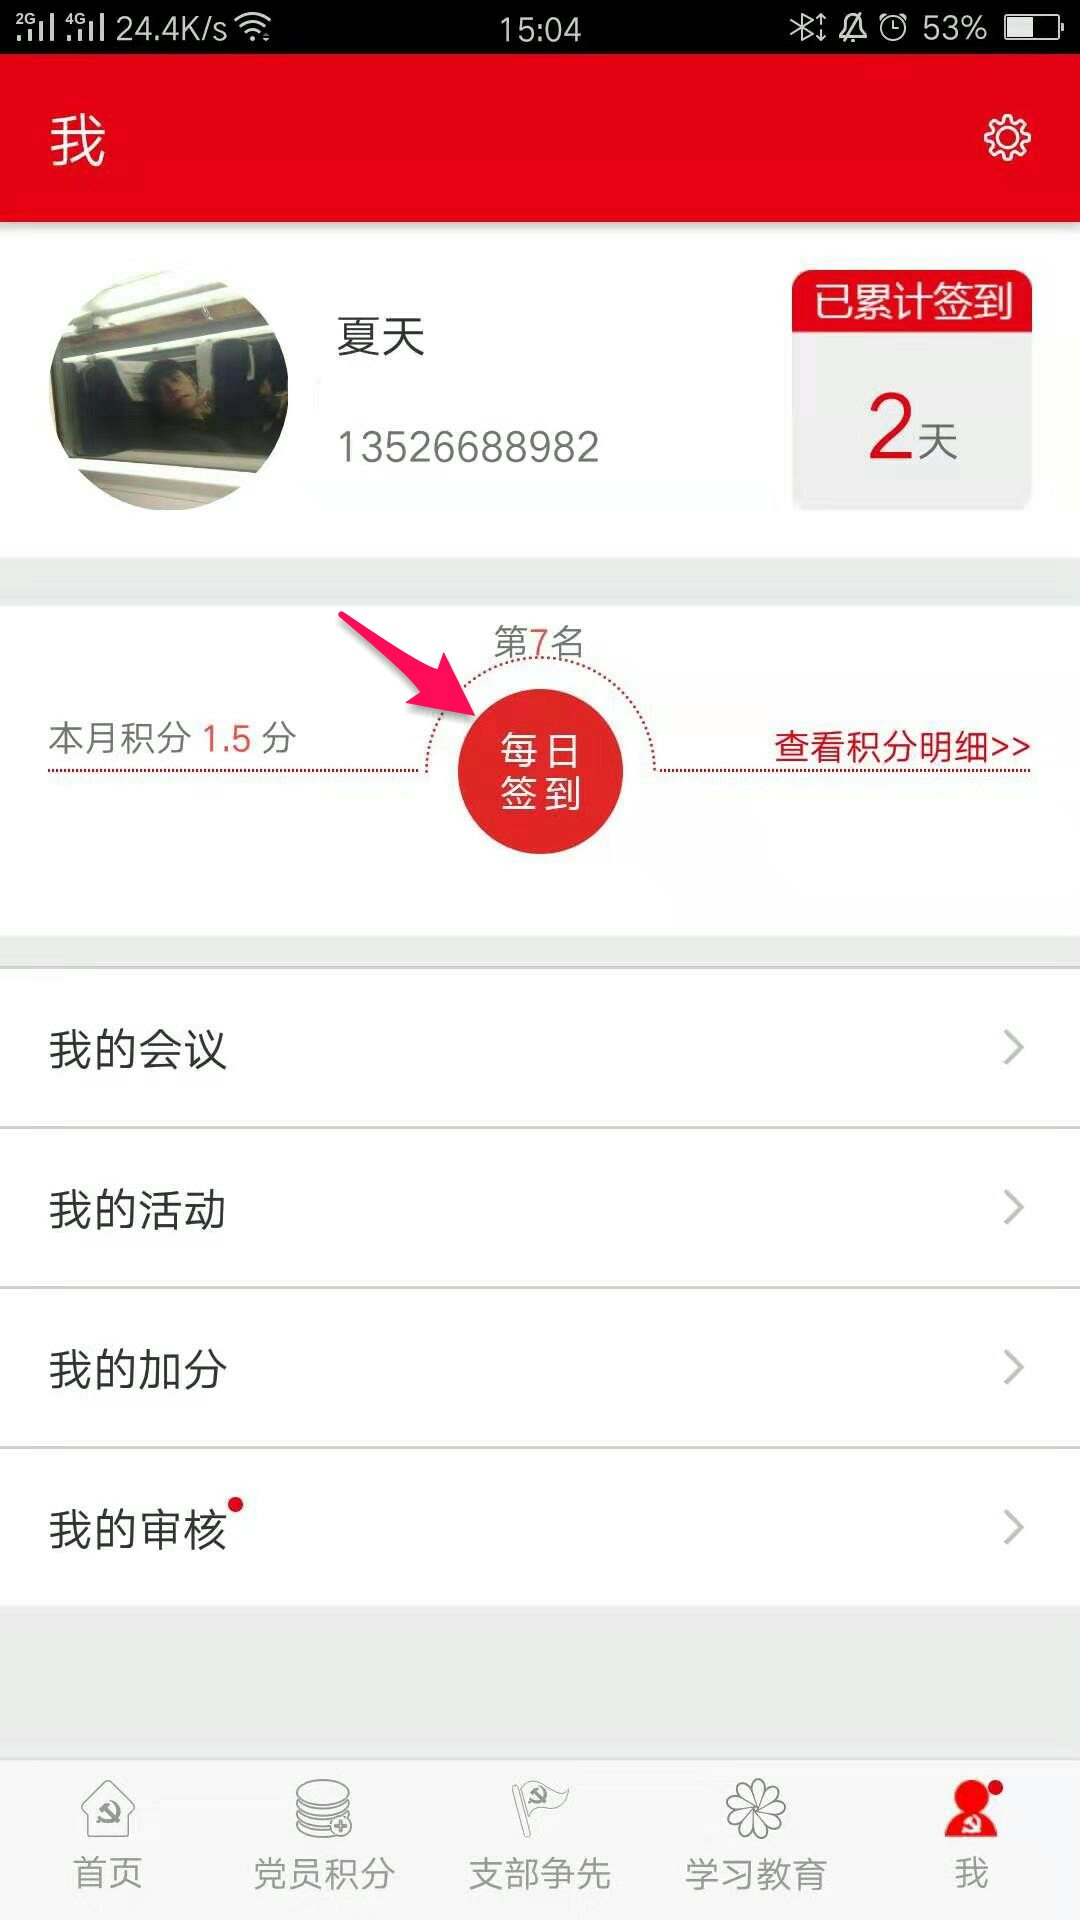 2G 4G 24.4K/s 15:04 53%
我
夏天
13526688982
已累计签到
2天
第7名
本月积分 1.5 分
每日
签到
查看积分明细>>
我的会议
我的活动
我的加分
我的审核
首页 党员积分 支部争先 学习教育 我